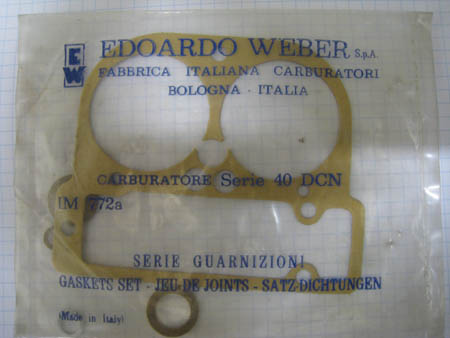 EW
EDOARDO WEBER S.p.A.
FABBRICA ITALIANA CARBURATORI
BOLOGNA - ITALIA
CARBURATORE Serie 40 DCN
IM 772a
SERIE GUARNIZIONI
GASKETS SET - JEU-DE JOINTS - SATZ-DICHTUNGEN
(Made in Italy)